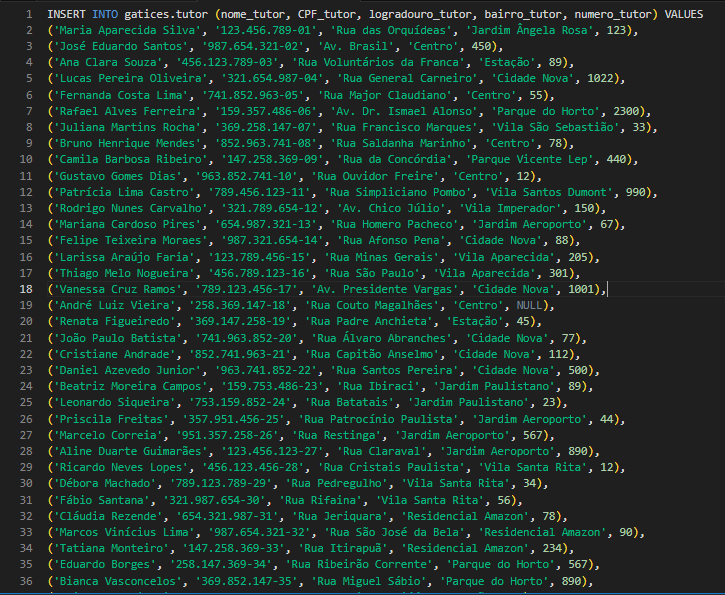 1 INSERT INTO gatices.tutor (nome_tutor, CPF_tutor, logradouro_tutor, bairro_tutor, numero_tutor) VALUES
2 ('Maria Aparecida Silva', '123.456.789-01', 'Rua das Orquídeas', 'Jardim Ângela Rosa', 123),
3 ('José Eduardo Santos', '987.654.321-02', 'Av. Brasil', 'Centro', 450),
4 ('Ana Clara Souza', '456.123.789-03', 'Rua Voluntários da Franca', 'Estação', 89),
5 ('Lucas Pereira Oliveira', '321.654.987-04', 'Rua General Carneiro', 'Cidade Nova', 1022),
6 ('Fernanda Costa Lima', '741.852.963-05', 'Rua Major Claudiano', 'Centro', 55),
7 ('Rafael Alves Ferreira', '159.357.486-06', 'Av. Dr. Ismael Alonso', 'Parque do Horto', 2300),
8 ('Juliana Martins Rocha', '369.258.147-07', 'Rua Francisco Marques', 'Vila São Sebastião', 33),
9 ('Bruno Henrique Mendes', '852.963.741-08', 'Rua Saldanha Marinho', 'Centro', 78),
10 ('Camila Barbosa Ribeiro', '147.258.369-09', 'Rua da Concórdia', 'Parque Vicente Lep', 440),
11 ('Gustavo Gomes Dias', '963.852.741-10', 'Rua Ouvidor Freire', 'Centro', 12),
12 ('Patrícia Lima Castro', '789.456.123-11', 'Rua Simpliciano Pombo', 'Vila Santos Dumont', 990),
13 ('Rodrigo Nunes Carvalho', '321.789.654-12', 'Av. Chico Júlio', 'Vila Imperador', 150),
14 ('Mariana Cardoso Pires', '654.987.321-13', 'Rua Homero Pacheco', 'Jardim Aeroporto', 67),
15 ('Felipe Teixeira Moraes', '987.321.654-14', 'Rua Afonso Pena', 'Cidade Nova', 88),
16 ('Larissa Araújo Faria', '123.789.456-15', 'Rua Minas Gerais', 'Vila Aparecida', 205),
17 ('Thiago Melo Nogueira', '456.789.123-16', 'Rua São Paulo', 'Vila Aparecida', 301),
18 ('Vanessa Cruz Ramos', '789.123.456-17', 'Av. Presidente Vargas', 'Cidade Nova', 1001),
19 ('André Luiz Vieira', '258.369.147-18', 'Rua Couto Magalhães', 'Centro', NULL),
20 ('Renata Figueiredo', '369.147.258-19', 'Rua Padre Anchieta', 'Estação', 45),
21 ('João Paulo Batista', '741.963.852-20', 'Rua Álvaro Abranches', 'Cidade Nova', 77),
22 ('Cristiane Andrade', '852.741.963-21', 'Rua Capitão Anselmo', 'Cidade Nova', 112),
23 ('Daniel Azevedo Junior', '963.741.852-22', 'Rua Santos Pereira', 'Cidade Nova', 500),
24 ('Beatriz Moreira Campos', '159.753.486-23', 'Rua Ibiraci', 'Jardim Paulistano', 89),
25 ('Leonardo Siqueira', '753.159.852-24', 'Rua Batatais', 'Jardim Paulistano', 23),
26 ('Priscila Freitas', '357.951.456-25', 'Rua Patrocínio Paulista', 'Jardim Aeroporto', 44),
27 ('Marcelo Correia', '951.357.258-26', 'Rua Restinga', 'Jardim Aeroporto', 567),
28 ('Aline Duarte Guimarães', '123.456.123-27', 'Rua Claraval', 'Jardim Aeroporto', 890),
29 ('Ricardo Neves Lopes', '456.123.456-28', 'Rua Cristais Paulista', 'Vila Santa Rita', 12),
30 ('Débora Machado', '789.123.789-29', 'Rua Pedregulho', 'Vila Santa Rita', 34),
31 ('Fábio Santana', '321.987.654-30', 'Rua Rifaina', 'Vila Santa Rita', 56),
32 ('Cláudia Rezende', '654.321.987-31', 'Rua Jeriquara', 'Residencial Amazon', 78),
33 ('Marcos Vinícius Lima', '987.654.321-32', 'Rua São José da Bela', 'Residencial Amazon', 90),
34 ('Tatiana Monteiro', '147.258.369-33', 'Rua Itirapuã', 'Residencial Amazon', 234),
35 ('Eduardo Borges', '258.147.369-34', 'Rua Ribeirão Corrente', 'Parque do Horto', 567),
36 ('Bianca Vasconcelos', '369.852.147-35', 'Rua Miguel Sábio', 'Parque do Horto', 890),